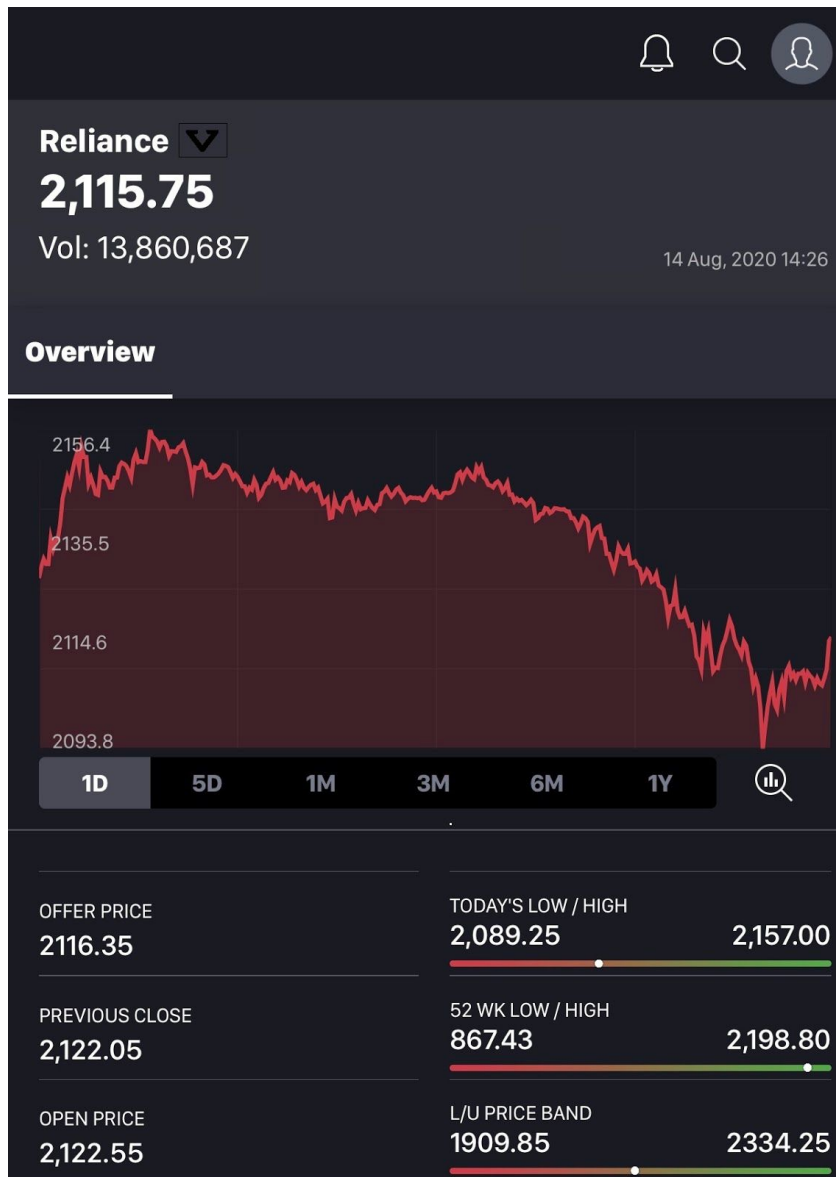 Reliance
2,115.75
Vol: 13,860,687
14 Aug, 2020 14:26
Overview
2156.4
2135.5
2114.6
2093.8
1D 5D 1M 3M 6M 1Y
OFFER PRICE
2116.35
TODAY'S LOW / HIGH
2,089.25 2,157.00
PREVIOUS CLOSE
2,122.05
52 WK LOW / HIGH
867.43 2,198.80
OPEN PRICE
2,122.55
L/U PRICE BAND
1909.85 2334.25